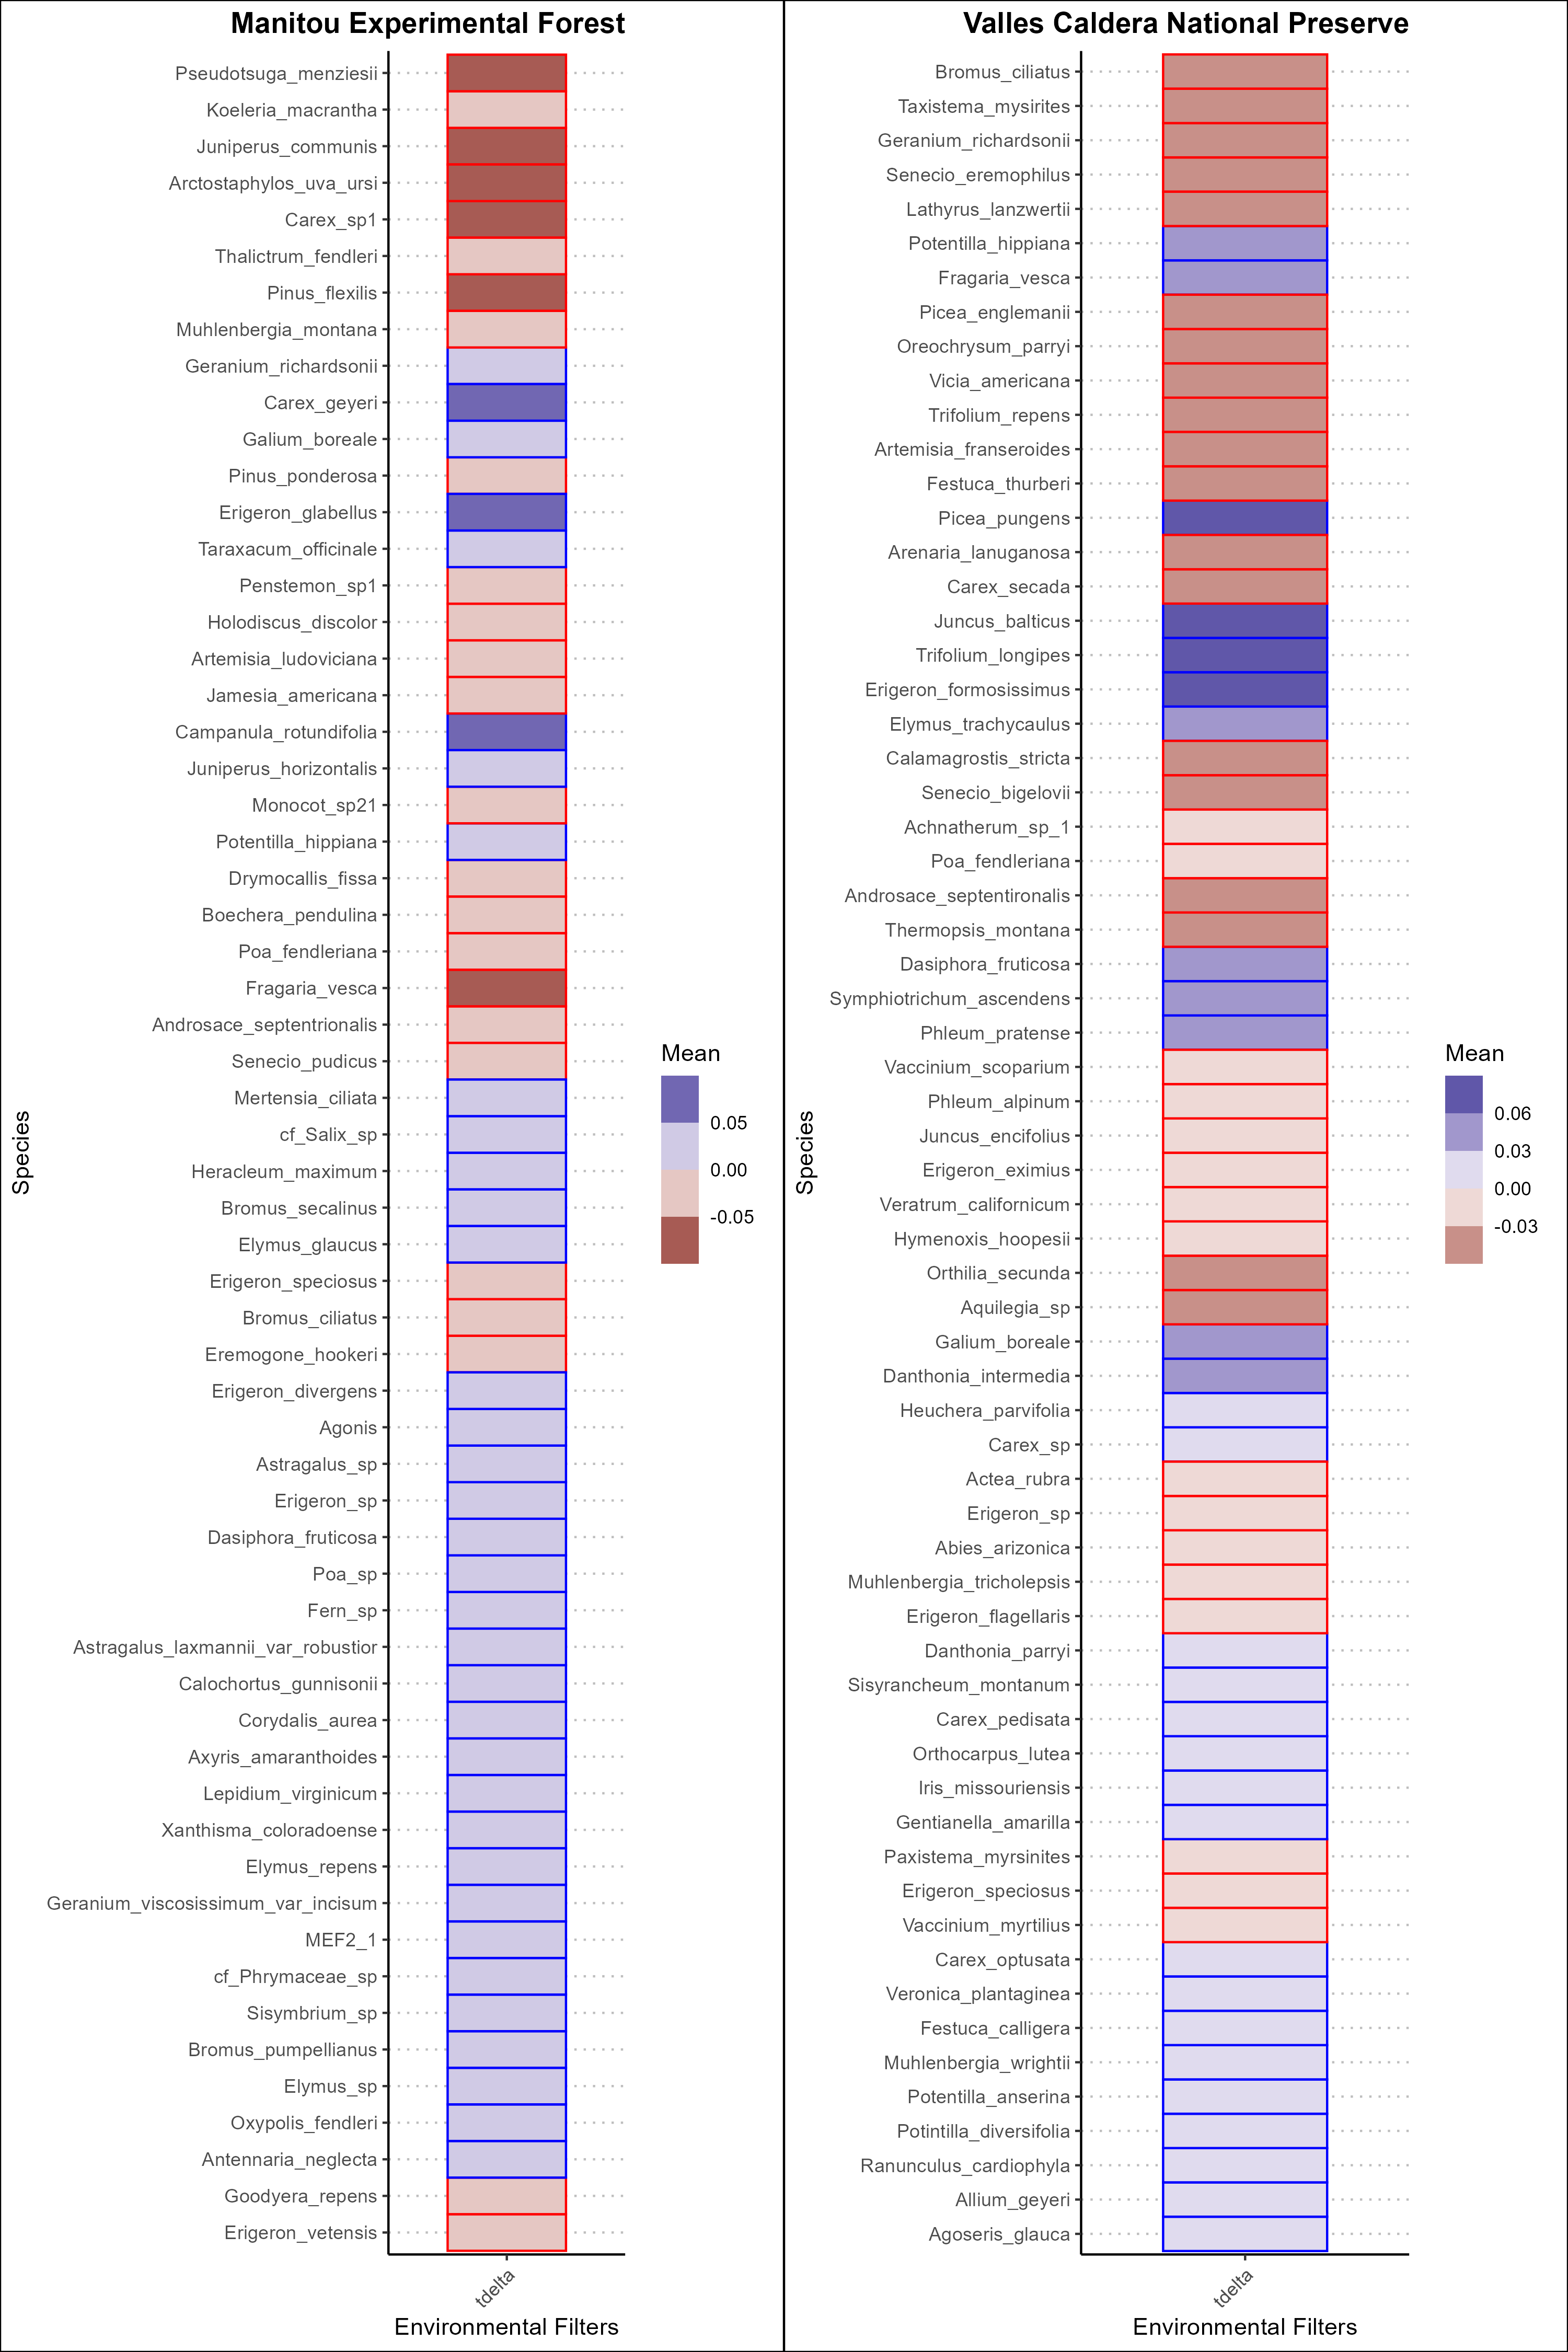 Manitou Experimental Forest
Pseudotsuga_menziesii
Koeleria_macrantha
Juniperus_communis
Arctostaphylos_uva_ursi
Carex_sp1
Thalictrum_fendleri
Pinus_flexilis
Muhlenbergia_montana
Geranium_richardsonii
Carex_geyeri
Galium_boreale
Pinus_ponderosa
Erigeron_glabellus
Taraxacum_officinale
Penstemon_sp1
Holodiscus_discolor
Artemisia_ludoviciana
Jamesia_americana
Campanula_rotundifolia
Juniperus_horizontalis
Monocot_sp21
Potentilla_hippiana
Drymocallis_fissa
Boechera_pendulina
Poa_fendleriana
Fragaria_vesca
Androsace_septentrionalis
Senecio_pudicus
Mertensia_ciliata
cf_Salix_sp
Heracleum_maximum
Bromus_secalinus
Elymus_glaucus
Erigeron_speciosus
Bromus_ciliatus
Eremogone_hookeri
Erigeron_divergens
Agonis
Astragalus_sp
Erigeron_sp
Dasiphora_fruticosa
Poa_sp
Fern_sp
Astragalus_laxmannii_var_robustior
Calochortus_gunnisonii
Corydalis_aurea
Axyris_amaranthoides
Lepidium_virginicum
Xanthisma_coloradoense
Elymus_repens
Geranium_viscosissimum_var_incisum
MEF2_1
cf_Phrymaceae_sp
Sisymbrium_sp
Bromus_pumpellianus
Elymus_sp
Oxypolis_fendleri
Antennaria_neglecta
Goodyera_repens
Erigeron_vetensis
Species
tdelta
Environmental Filters
Mean
0.05
0.00
-0.05
Valles Caldera National Preserve
Bromus_ciliatus
Taxistema_mysirites
Geranium_richardsonii
Senecio_eremophilus
Lathyrus_lanzwertii
Potentilla_hippiana
Fragaria_vesca
Picea_englemanii
Oreochrysum_parryi
Vicia_americana
Trifolium_repens
Artemisia_franseroides
Festuca_thurberi
Picea_pungens
Arenaria_lanuganosa
Carex_secada
Juncus_balticus
Trifolium_longipes
Erigeron_formosissimus
Elymus_trachycaulus
Calamagrostis_stricta
Senecio_bigelovii
Achnatherum_sp_1
Poa_fendleriana
Androsace_septentironalis
Thermopsis_montana
Dasiphora_fruticosa
Symphiotrichum_ascendens
Phleum_pratense
Vaccinium_scoparium
Phleum_alpinum
Juncus_encifolius
Erigeron_eximius
Veratrum_californicum
Hymenoxis_hoopesii
Orthilia_secunda
Aquilegia_sp
Galium_boreale
Danthonia_intermedia
Heuchera_parvifolia
Carex_sp
Actea_rubra
Erigeron_sp
Abies_arizonica
Muhlenbergia_tricholepsis
Erigeron_flagellaris
Danthonia_parryi
Sisyrancheum_montanum
Carex_pedisata
Orthocarpus_lutea
Iris_missouriensis
Gentianella_amarilla
Paxistema_myrsinites
Erigeron_speciosus
Vaccinium_myrtilius
Carex_optusata
Veronica_plantaginea
Festuca_calligera
Muhlenbergia_wrightii
Potentilla_anserina
Potintilla_diversifolia
Ranunculus_cardiophyla
Allium_geyeri
Agoseris_glauca
Species
tdelta
Environmental Filters
Mean
0.06
0.03
0.00
-0.03